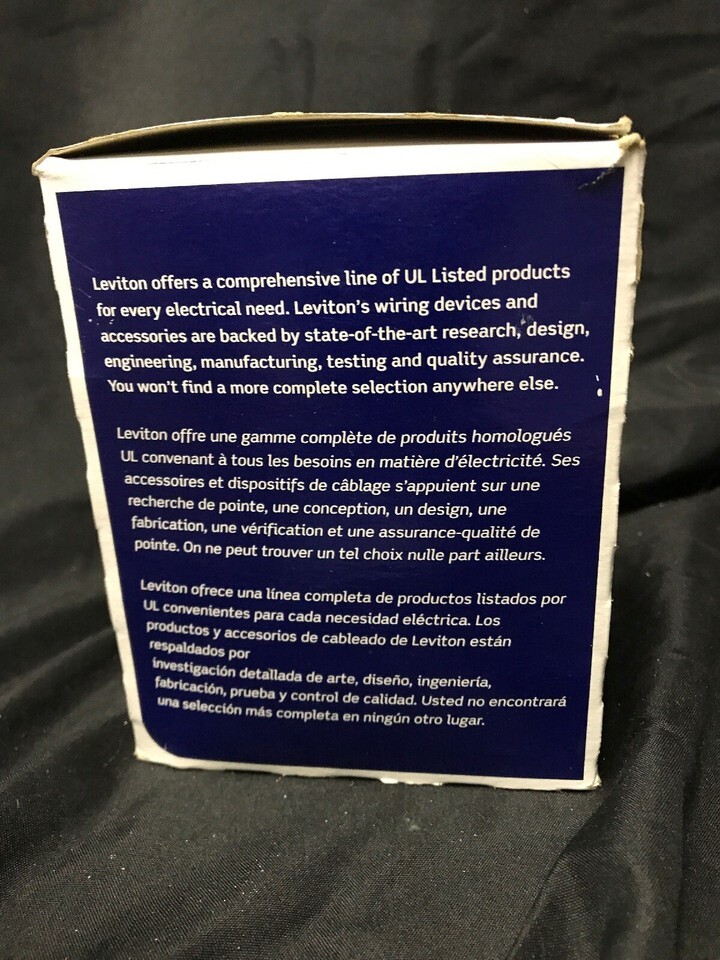 Leviton offers a comprehensive line of UL Listed products
for every electrical need. Leviton's wiring devices and
accessories are backed by state-of-the-art research, design,
engineering, manufacturing, testing and quality assurance.
You won't find a more complete selection anywhere else.
Leviton offre une gamme complète de produits homologués
UL convenant à tous les besoins en matière d'électricité. Ses
accessoires et dispositifs de câblage s'appuient sur une
recherche de pointe, une conception, un design, une
fabrication, une vérification et une assurance-qualité de
pointe. On ne peut trouver un tel choix nulle part ailleurs.
Leviton ofrece una línea completa de productos listados por
UL convenientes para cada necesidad eléctrica. Los
productos y accesorios de cableado de Leviton están
respaldados por
investigación detallada de arte, diseño, ingeniería,
fabricación, prueba y control de calidad. Usted no encontrará
una selección más completa en ningún otro lugar.